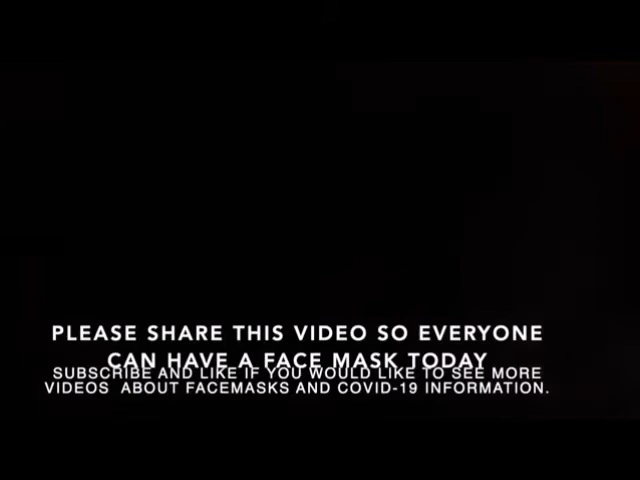 PLEASE SHARE THIS VIDEO SO EVERYONE
CAN HAVE A FACE MASK TODAY
SUBSCRIBE AND LIKE IF YOU WOULD LIKE TO SEE MORE
VIDEOS  ABOUT FACEMASKS AND COVID-19 INFORMATION.